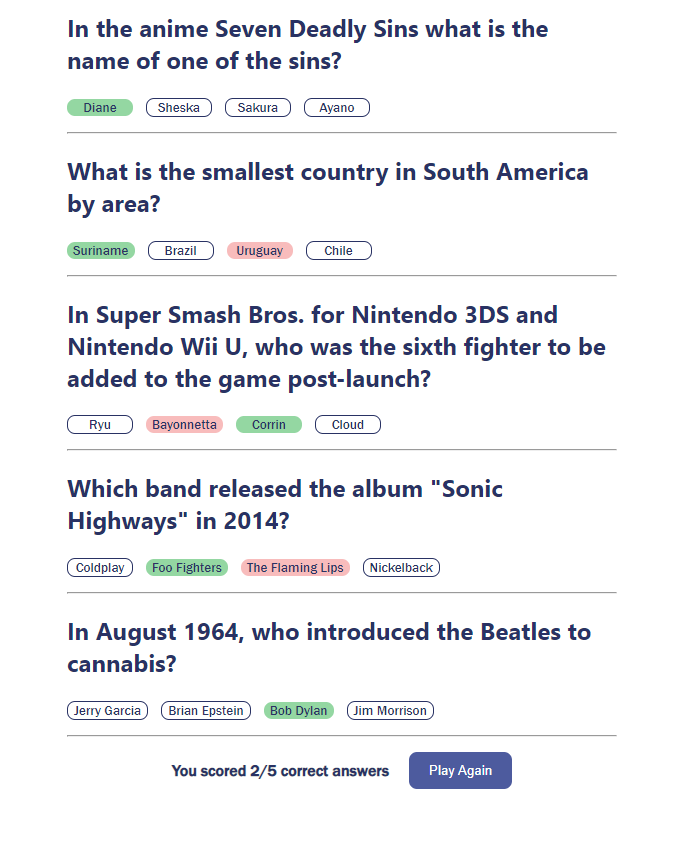 In the anime Seven Deadly Sins what is the
name of one of the sins?
Diane Sheska Sakura Ayano
What is the smallest country in South America
by area?
Suriname Brazil Uruguay Chile
In Super Smash Bros. for Nintendo 3DS and
Nintendo Wii U, who was the sixth fighter to be
added to the game post-launch?
Ryu Bayonnetta Corrin Cloud
Which band released the album "Sonic
Highways" in 2014?
Coldplay Foo Fighters The Flaming Lips Nickelback
In August 1964, who introduced the Beatles to
cannabis?
Jerry Garcia Brian Epstein Bob Dylan Jim Morrison
You scored 2/5 correct answers Play Again